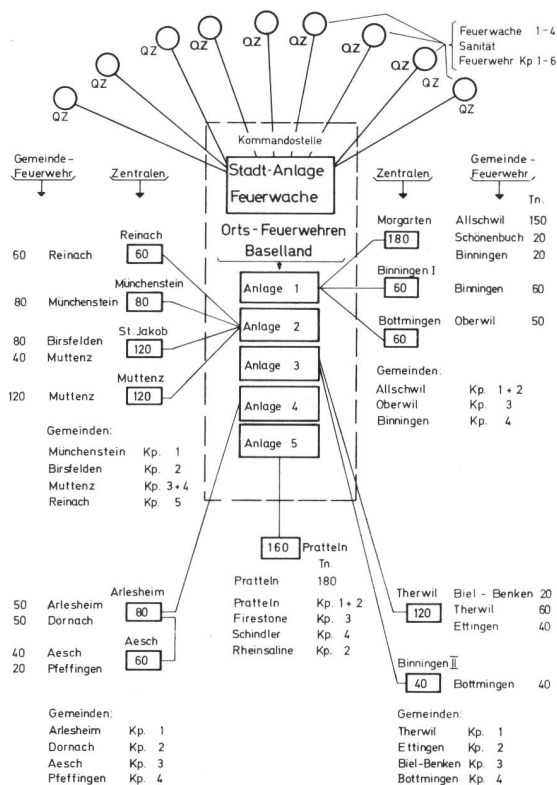 QZ QZ QZ QZ QZ QZ QZ QZ QZ
Feuerwache 1-4
Sanität
Feuerwehr Kp 1-6
Kommandostelle
Stadt-Anlage
Feuerwache
Orts-Feuerwehren
Baselland
Anlage 1
Anlage 2
Anlage 3
Anlage 4
Anlage 5
Gemeinde-
Feuerwehr
Zentralen
Reinach
60 Reinach 60
Münchenstein
80 Münchenstein 80
St. Jakob
80 Birsfelden 120
40 Muttenz
Muttenz
120 Muttenz 120
Gemeinden:
Münchenstein Kp. 1
Birsfelden Kp. 2
Muttenz Kp. 3+4
Reinach Kp. 5
Zentralen
Gemeinde-
Feuerwehr
Tn.
Morgarten Allschwil 150
180 Schönenbuch 20
Binningen 20
Binningen I
60 Binningen 60
Bottmingen Oberwil 50
60
Gemeinden:
Allschwil Kp. 1+2
Oberwil Kp. 3
Binningen Kp. 4
160 Pratteln
Tn.
Pratteln 180
Pratteln Kp. 1+2
Firestone Kp. 3
Schindler Kp. 4
Rheinsaline Kp. 2
Arlesheim
50 Arlesheim 80
50 Dornach
Aesch
40 Aesch 60
20 Pfeffingen
Gemeinden:
Arlesheim Kp. 1
Dornach Kp. 2
Aesch Kp. 3
Pfeffingen Kp. 4
Therwil Biel-Benken 20
120 Therwil 60
Ettingen 40
Binningen II
40 Bottmingen 40
Gemeinden:
Therwil Kp. 1
Ettingen Kp. 2
Biel-Benken Kp. 3
Bottmingen Kp. 4